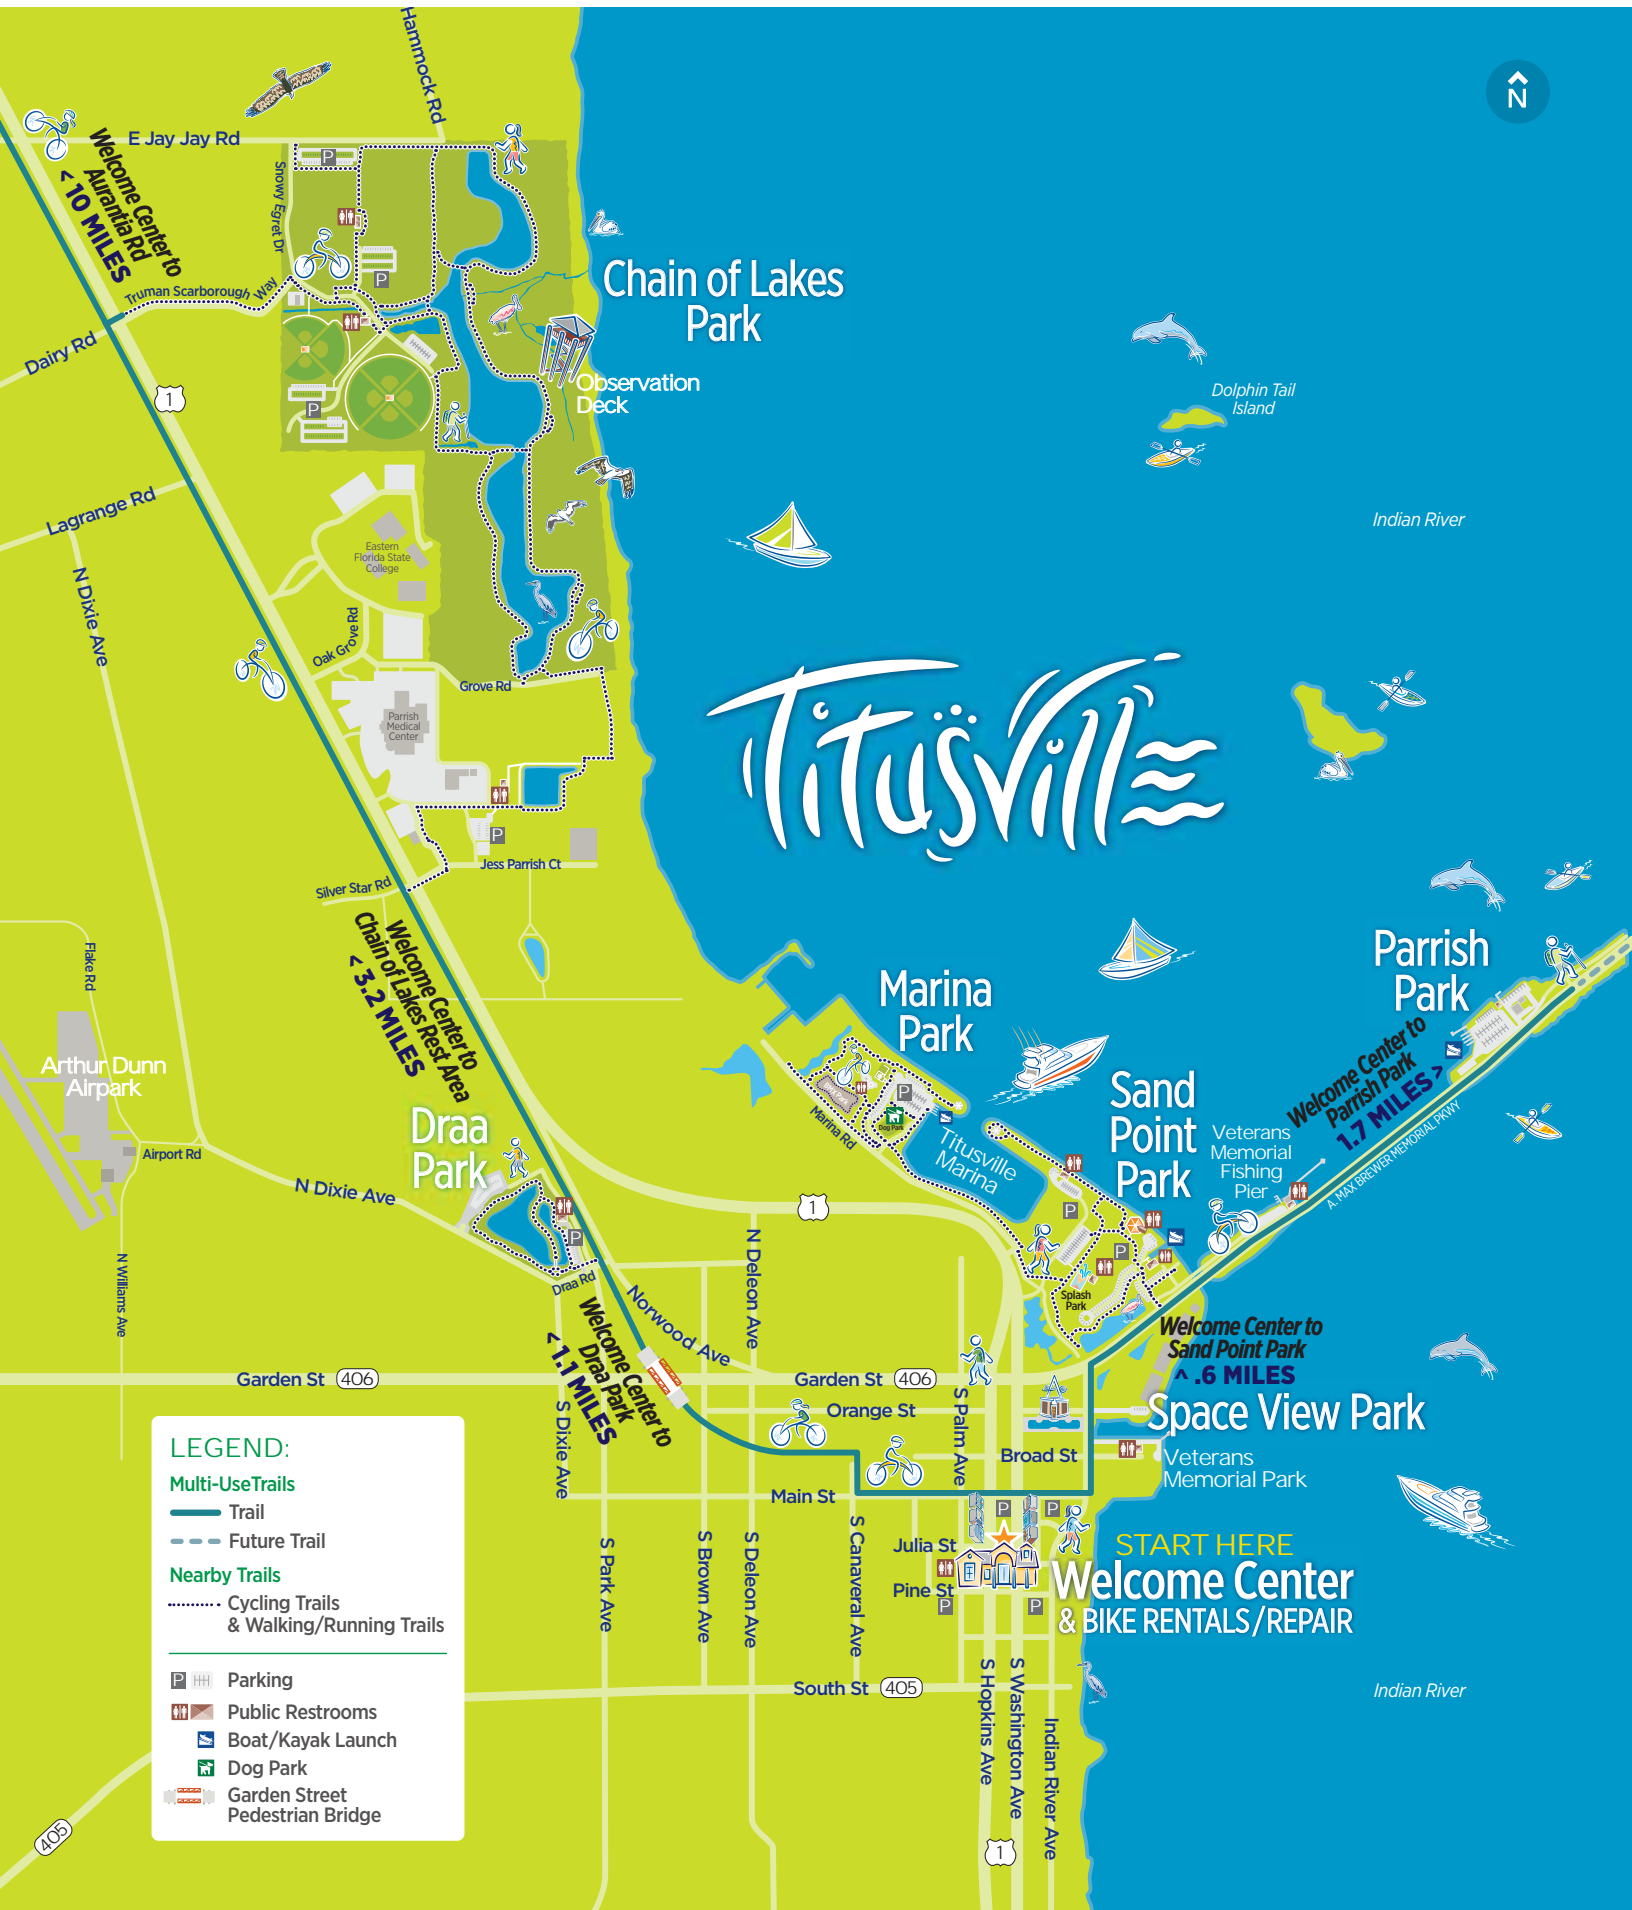 Hammock Rd
N
E Jay Jay Rd
P
Welcome Center to
Aurantia Rd
< 10 MILES
Snowy Egret Dr
P
Truman Scarborough Way
Chain of Lakes
Park
Dairy Rd
1
Observation
Deck
P
Dolphin Tail
Island
Lagrange Rd
Indian River
Eastern
Florida State
College
N Dixie Ave
Oak Grove Rd
Grove Rd
Parrish
Medical
Center
Titusville
P
Jess Parrish Ct
Silver Star Rd
Welcome Center to
Chain of Lakes Rest Area
< 3.2 MILES
Flake Rd
Parrish
Park
Marina
Park
Arthur Dunn
Airpark
Welcome Center to
Parrish Park
1.7 MILES >
A. MAX BREWER MEMORIAL PKWY
P
Dog Park
Marina Rd
Titusville
Marina
Sand
Point
Park
Veterans
Memorial
Fishing
Pier
Draa
Park
Airport Rd
N Dixie Ave
1
P
P
P
Splash
Park
Draa Rd
N Williams Ave
N Deleon Ave
Norwood Ave
Welcome Center to
Draa Park
< 1.1 MILES
Welcome Center to
Sand Point Park
^ .6 MILES
Garden St 406
Garden St 406
Orange St
Space View Park
S Dixie Ave
S Palm Ave
Broad St
Veterans
Memorial Park
Main St
P
P
START HERE
Welcome Center
& BIKE RENTALS/REPAIR
Julia St
Pine St
P
P
S Park Ave
S Brown Ave
S Deleon Ave
S Canaveral Ave
South St 405
S Hopkins Ave
S Washington Ave
Indian River Ave
Indian River
1
405
LEGEND:
Multi-UseTrails
Trail
Future Trail
Nearby Trails
Cycling Trails
& Walking/Running Trails
P Parking
Public Restrooms
Boat/Kayak Launch
Dog Park
Garden Street
Pedestrian Bridge